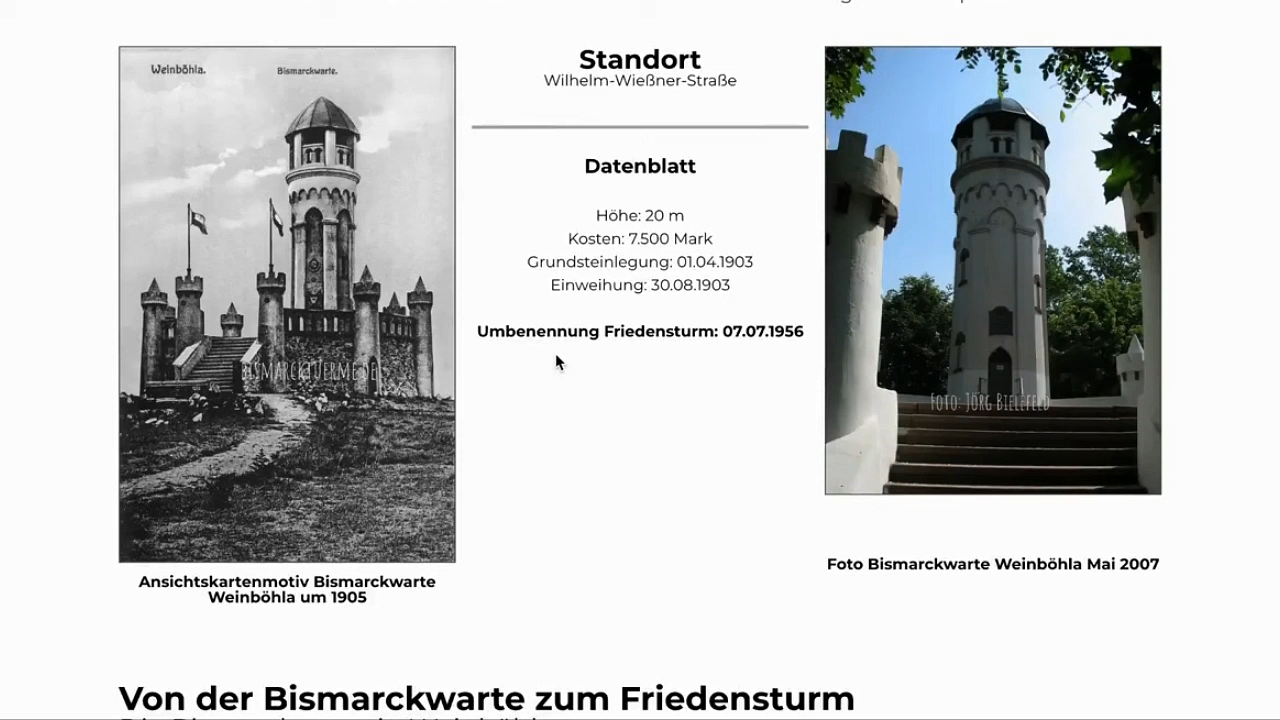 Weinböhla. Bismarckwarte.
BISMARCKTUERME.DE
Ansichtskartenmotiv Bismarckwarte
Weinböhla um 1905
Standort
Wilhelm-Wießner-Straße
Datenblatt
Höhe: 20 m
Kosten: 7.500 Mark
Grundsteinlegung: 01.04.1903
Einweihung: 30.08.1903
Umbenennung Friedensturm: 07.07.1956
Foto: Jörg Bielefeld
Foto Bismarckwarte Weinböhla Mai 2007
Von der Bismarckwarte zum Friedensturm